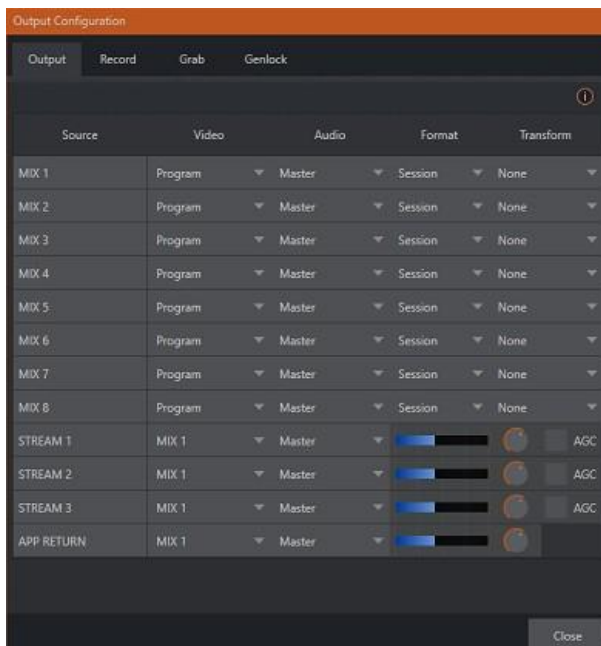 Output Configuration
Output Record Grab Genlock
Source Video Audio Format Transform
MIX 1 Program Master Session None
MIX 2 Program Master Session None
MIX 3 Program Master Session None
MIX 4 Program Master Session None
MIX 5 Program Master Session None
MIX 6 Program Master Session None
MIX 7 Program Master Session None
MIX 8 Program Master Session None
STREAM 1 MIX 1 Master AGC
STREAM 2 MIX 1 Master AGC
STREAM 3 MIX 1 Master AGC
APP RETURN MIX 1 Master
Close